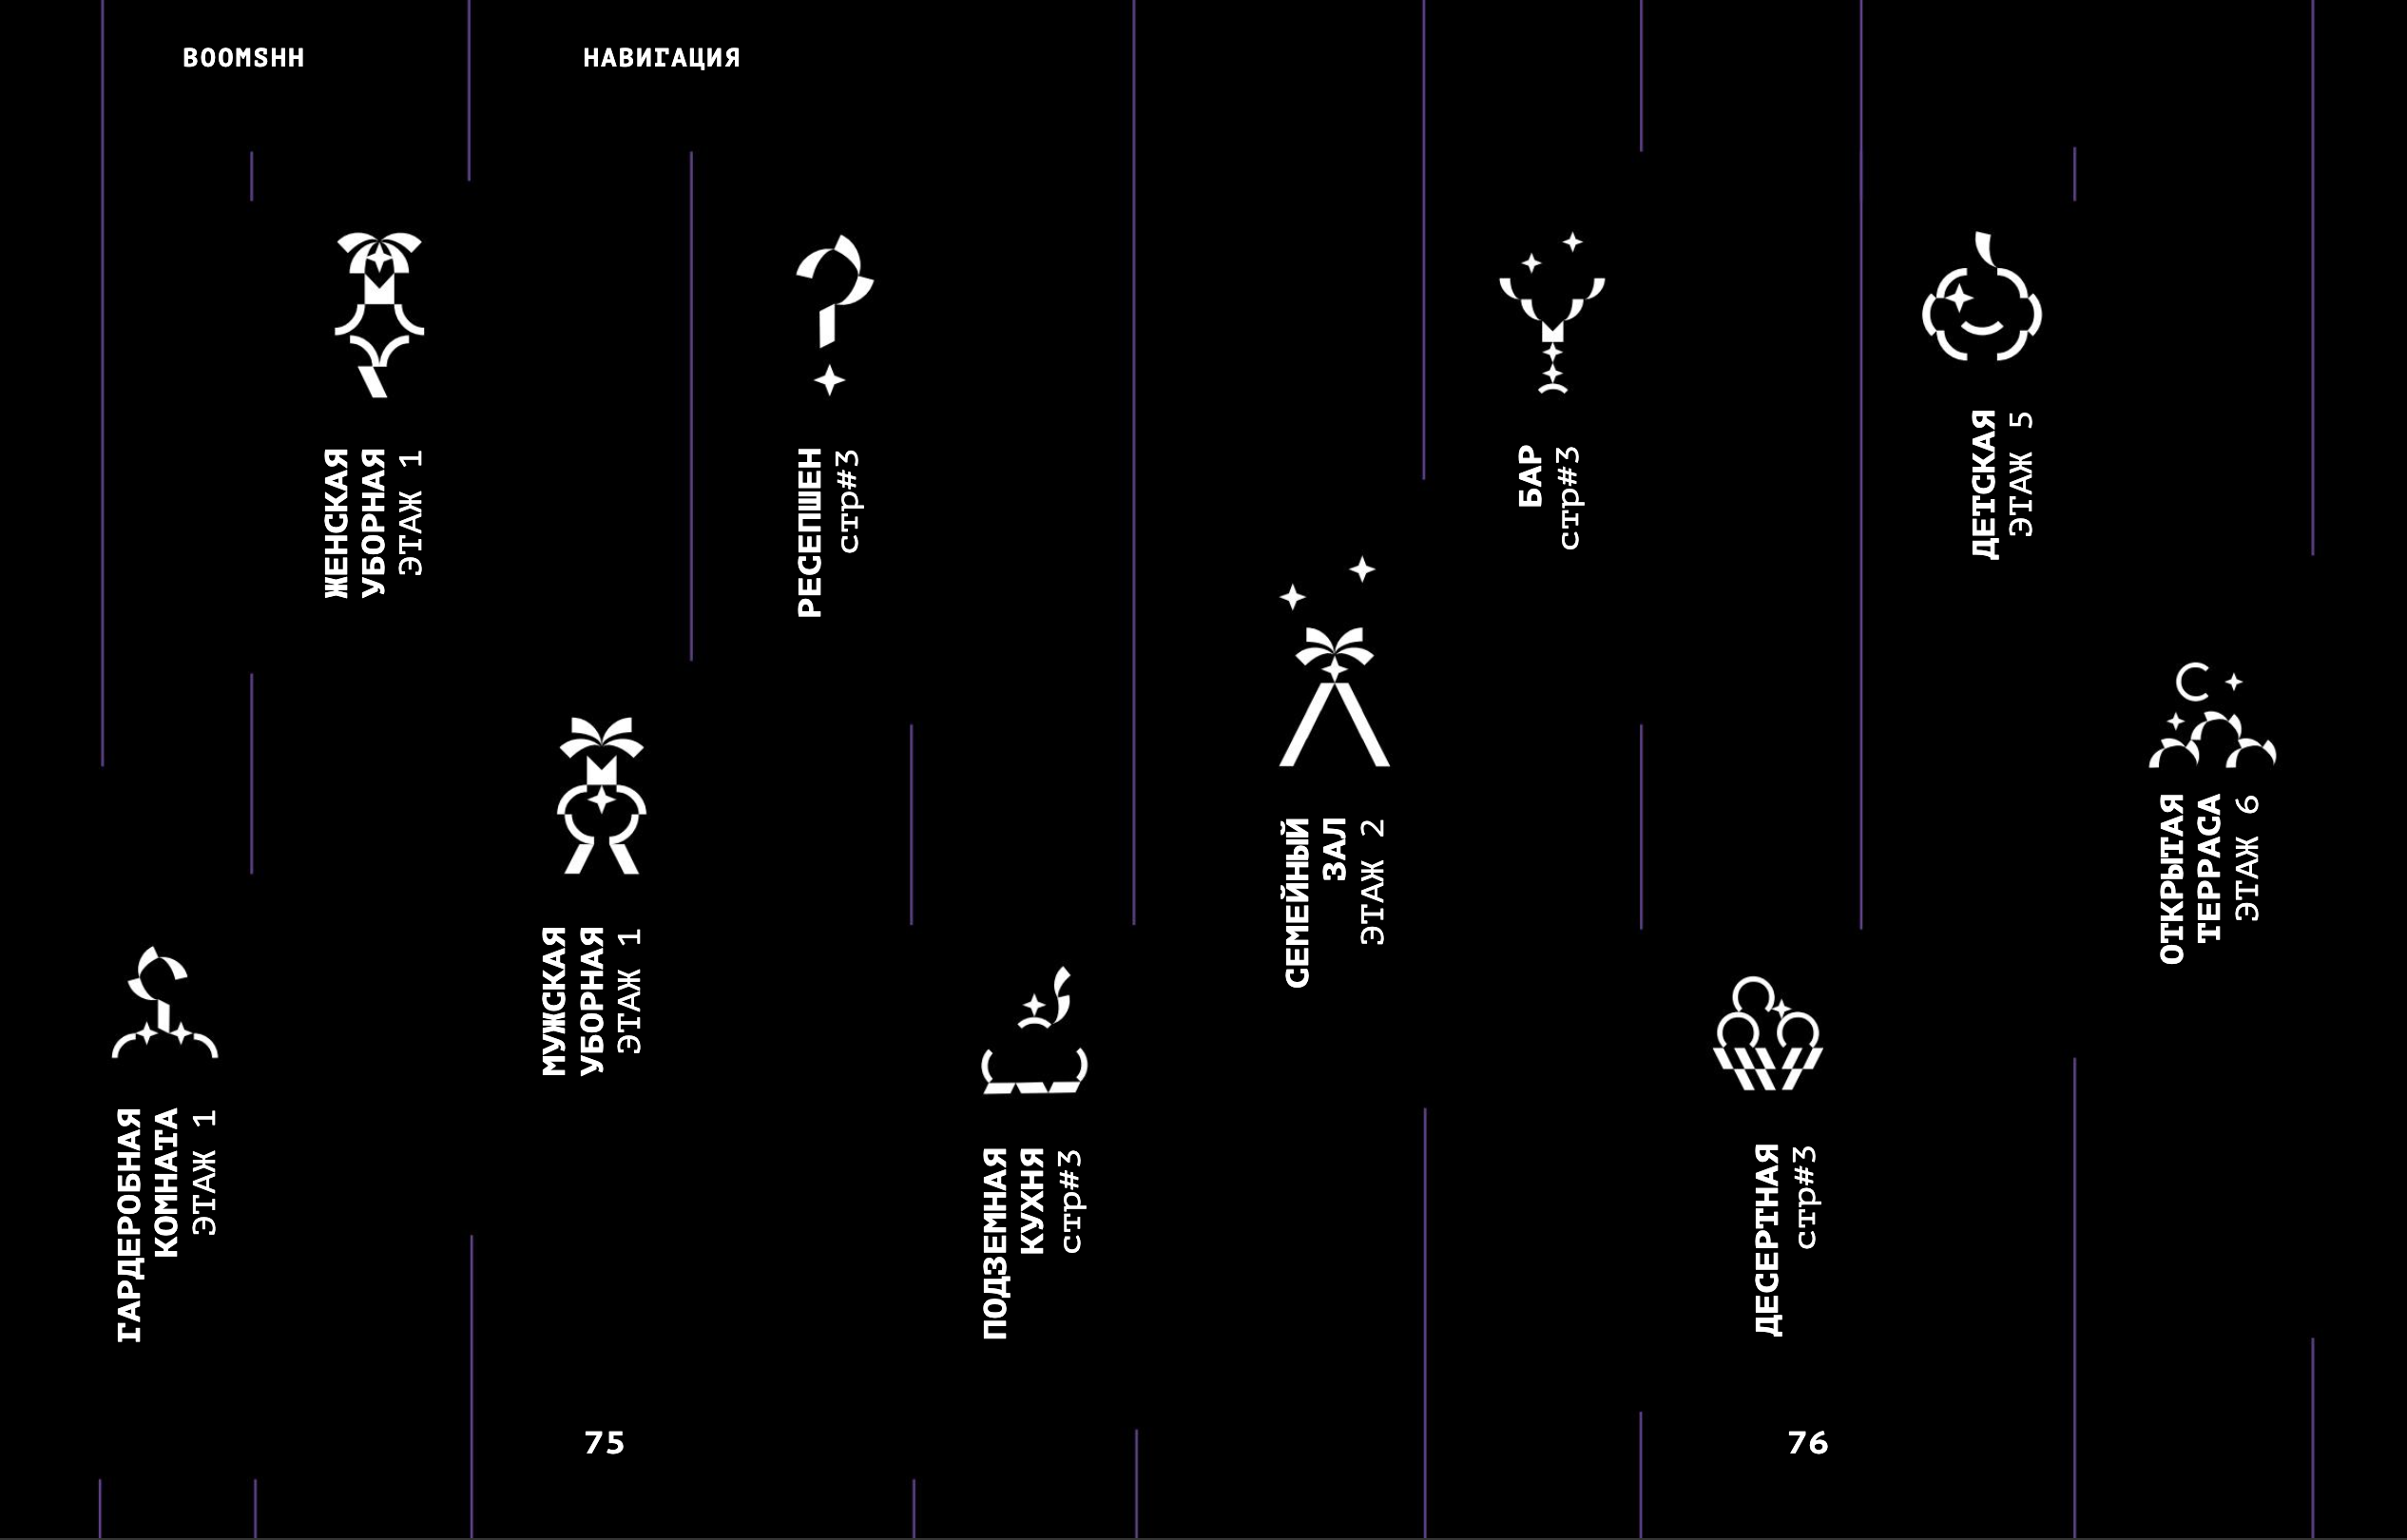 BOOMSHH
НАВИГАЦИЯ
ЖЕНСКАЯ
УБОРНАЯ
ЭТАЖ 1
РЕСЕПШЕН
стр#3
БАР
стр#3
ДЕТСКАЯ
ЭТАЖ 5
МУЖСКАЯ
УБОРНАЯ
ЭТАЖ 1
СЕМЕЙНЫЙ
ЗАЛ
ЭТАЖ 2
ОТКРЫТАЯ
ТЕРРАСА
ЭТАЖ 6
ГАРДЕРОБНАЯ
КОМНАТА
ЭТАЖ 1
ПОДЗЕМНАЯ
КУХНЯ
стр#3
ДЕСЕРТНАЯ
стр#3
75
76